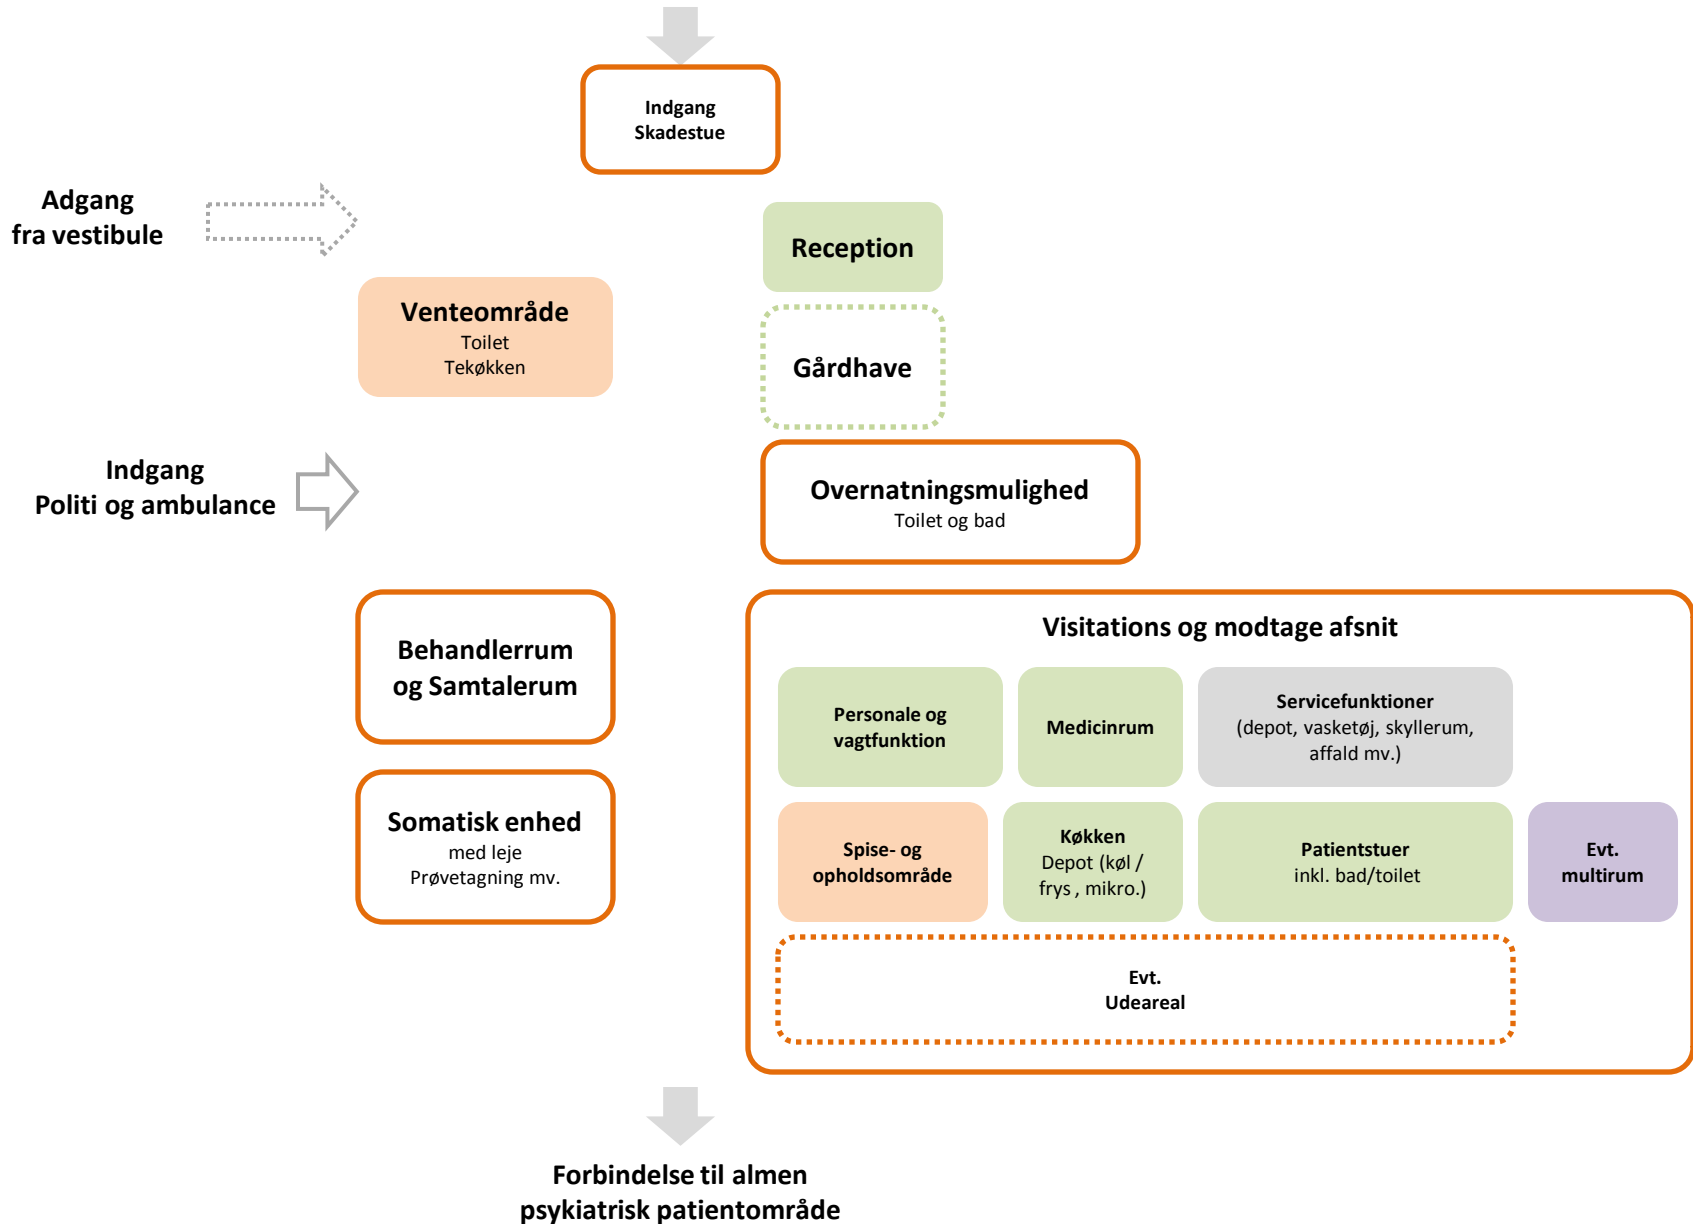 Indgang
Skadestue
Adgang
fra vestibule
Reception
Venteområde
Toilet
Tekøkken
Gårdhave
Indgang
Politi og ambulance
Overnatningsmulighed
Toilet og bad
Behandlerrum
og Samtalerum
Somatisk enhed
med leje
Prøvetagning mv.
Visitations og modtage afsnit
Personale og
vagtfunktion
Medicinrum
Servicefunktioner
(depot, vasketøj, skyllerum,
affald mv.)
Spise- og
opholdsområde
Køkken
Depot (køl /
frys , mikro.)
Patientstuer
inkl. bad/toilet
Evt.
multirum
Evt.
Udeareal
Forbindelse til almen
psykiatrisk patientområde